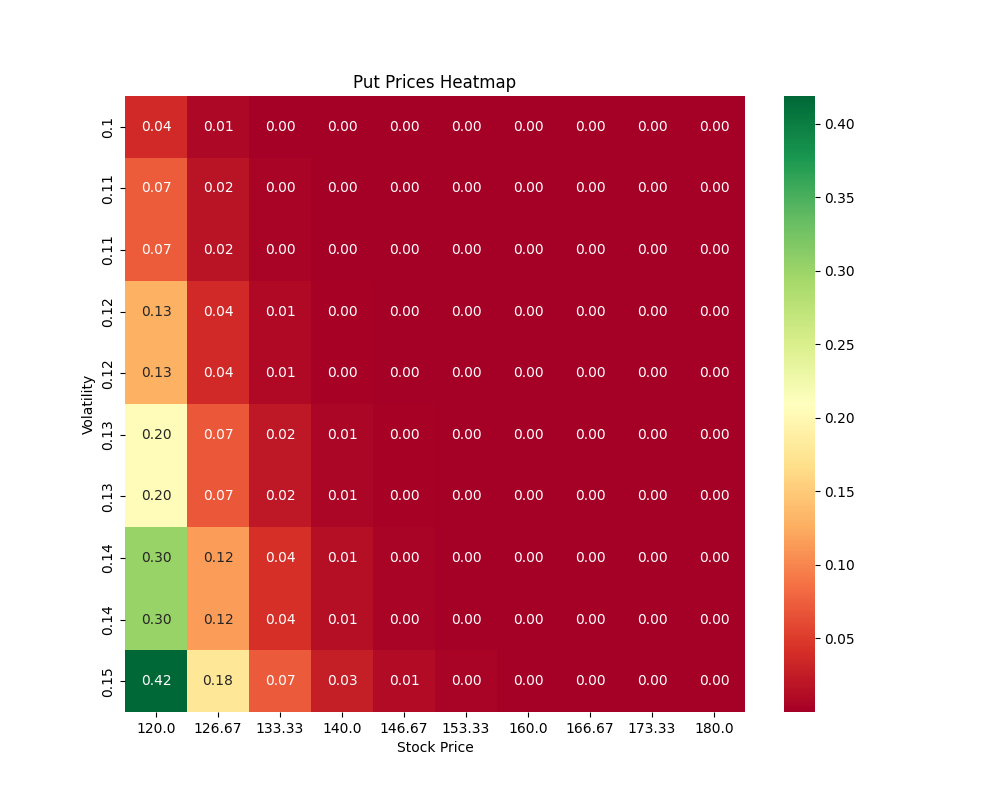 Put Prices Heatmap
0.1 0.04 0.01 0.00 0.00 0.00 0.00 0.00 0.00 0.00 0.40
0.11 0.07 0.02 0.00 0.00 0.00 0.00 0.00 0.00 0.00 0.00 0.35
0.11 0.07 0.02 0.00 0.00 0.00 0.00 0.00 0.00 0.00 0.00 0.30
0.12 0.13 0.04 0.01 0.00 0.00 0.00 0.00 0.00 0.00 0.00 0.25
0.12 0.13 0.04 0.01 0.00 0.00 0.00 0.00 0.00 0.00 0.00
Volatility
0.13 0.20 0.07 0.02 0.01 0.00 0.00 0.00 0.00 0.00 0.00 0.20
0.13 0.20 0.07 0.02 0.01 0.00 0.00 0.00 0.00 0.00 0.00 0.15
0.14 0.30 0.12 0.04 0.01 0.00 0.00 0.00 0.00 0.00 0.00 0.10
0.14 0.30 0.12 0.04 0.01 0.00 0.00 0.00 0.00 0.00 0.00 0.05
0.15 0.42 0.18 0.07 0.03 0.01 0.00 0.00 0.00 0.00 0.00
120.0 126.67 133.33 140.0 146.67 153.33 160.0 166.67 173.33 180.0
Stock Price